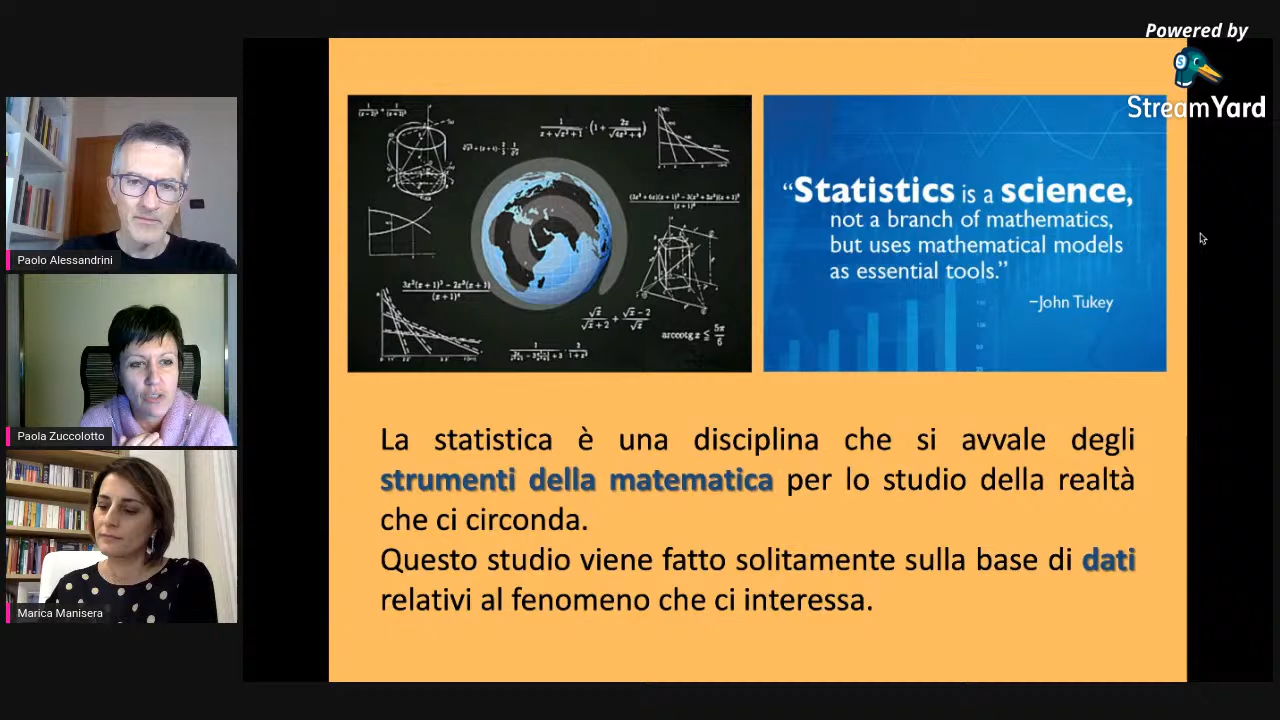 Powered by
StreamYard
Paolo Alessandrini
Paola Zuccolotto
Marica Manisera
“Statistics is a science,
not a branch of mathematics,
but uses mathematical models
as essential tools.”
–John Tukey
La statistica è una disciplina che si avvale degli
strumenti della matematica per lo studio della realtà
che ci circonda.
Questo studio viene fatto solitamente sulla base di dati
relativi al fenomeno che ci interessa.